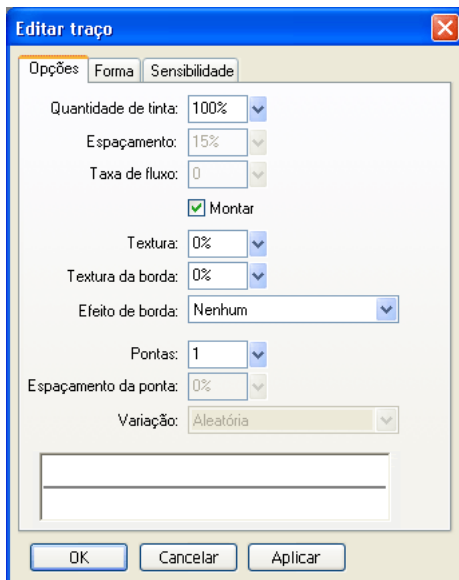 Editar traço
Opções Forma Sensibilidade
Quantidade de tinta: 100%
Espaçamento: 15%
Taxa de fluxo: 0
Montar
Textura: 0%
Textura da borda: 0%
Efeito de borda: Nenhum
Pontas: 1
Espaçamento da ponta: 0%
Variação: Aleatória
OK Cancelar Aplicar